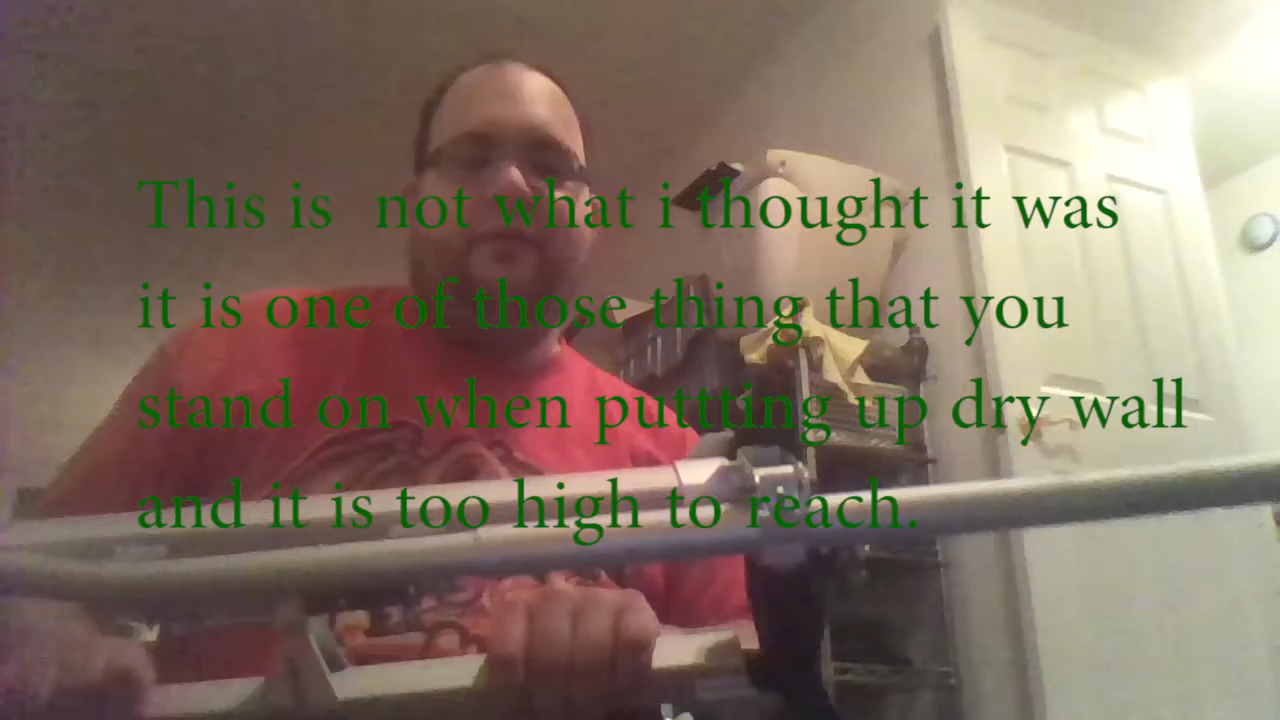 This is  not what i thought it was
it is one of those thing that you
stand on when puttting up dry wall
and it is too high to reach.